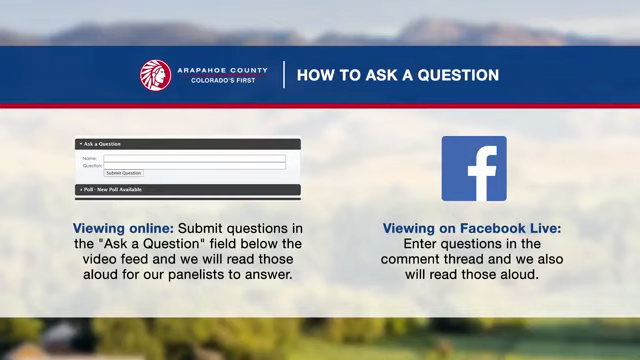 ARAPAHOE COUNTY
COLORADO'S FIRST
HOW TO ASK A QUESTION
Ask a Question
Name:
Question:
Submit Question
Poll - New Poll Available
Viewing online: Submit questions in
the "Ask a Question" field below the
video feed and we will read those
aloud for our panelists to answer.
Viewing on Facebook Live:
Enter questions in the
comment thread and we also
will read those aloud.